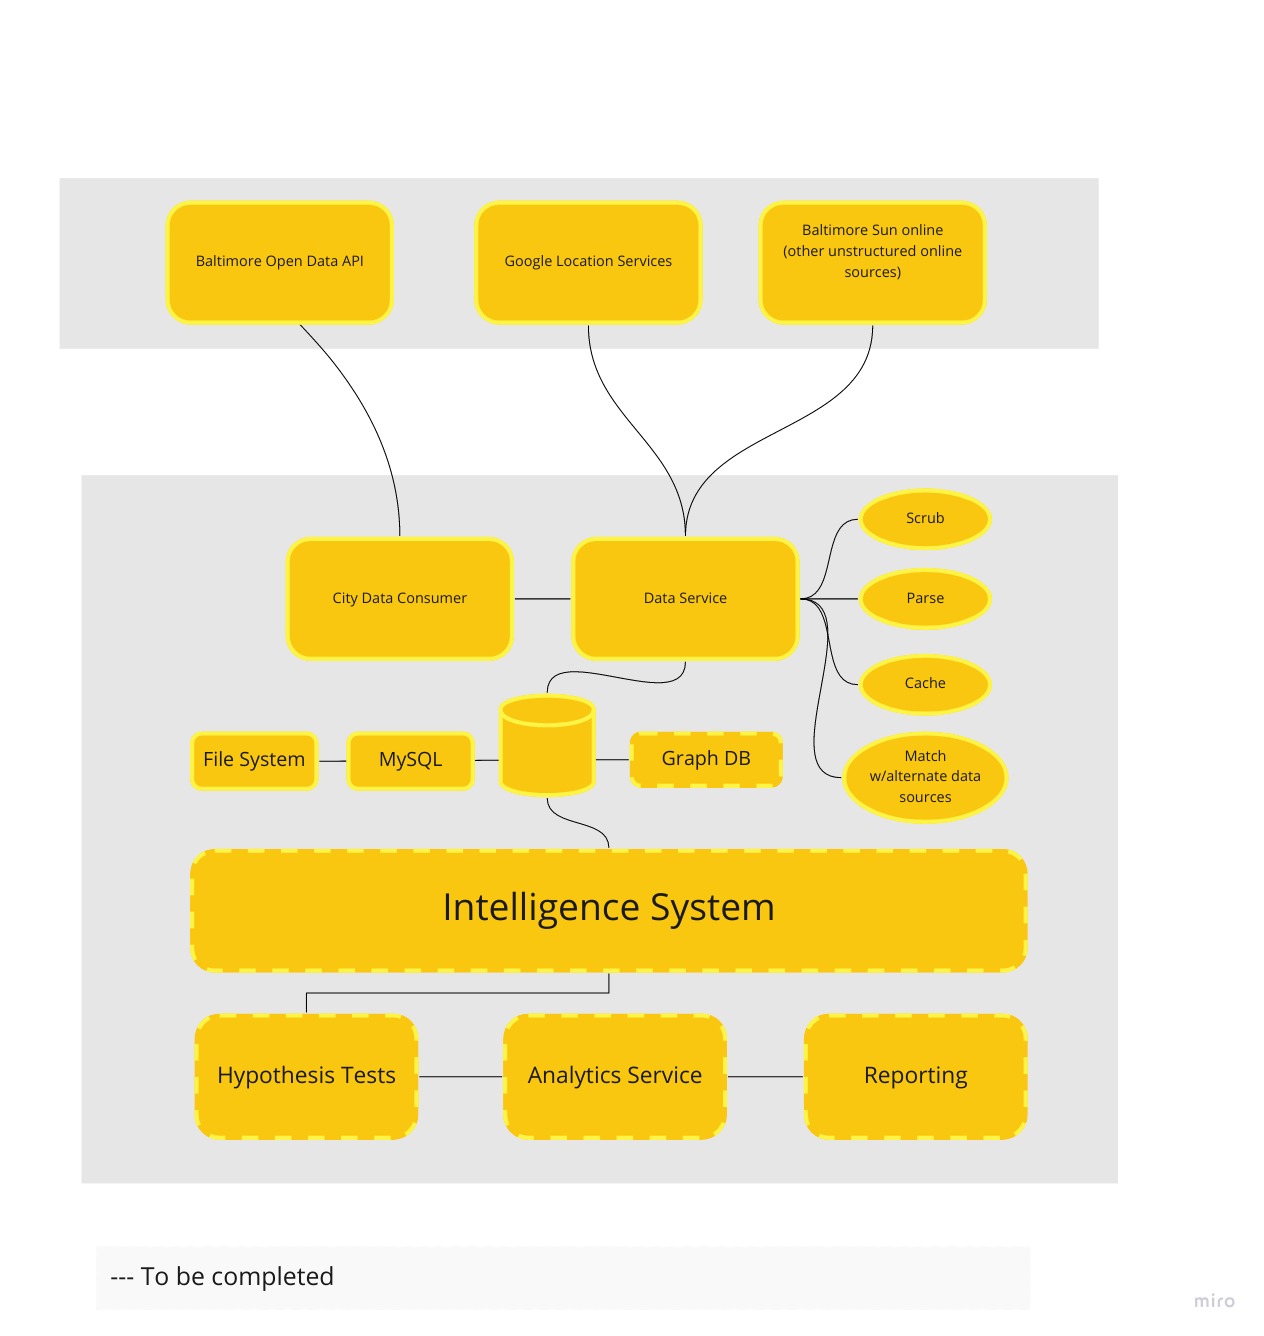 Baltimore Open Data API
Google Location Services
Baltimore Sun online
(other unstructured online
sources)
City Data Consumer
Data Service
Scrub
Parse
Cache
Match
w/alternate data
sources
File System
MySQL
Graph DB
Intelligence System
Hypothesis Tests
Analytics Service
Reporting
--- To be completed
miro